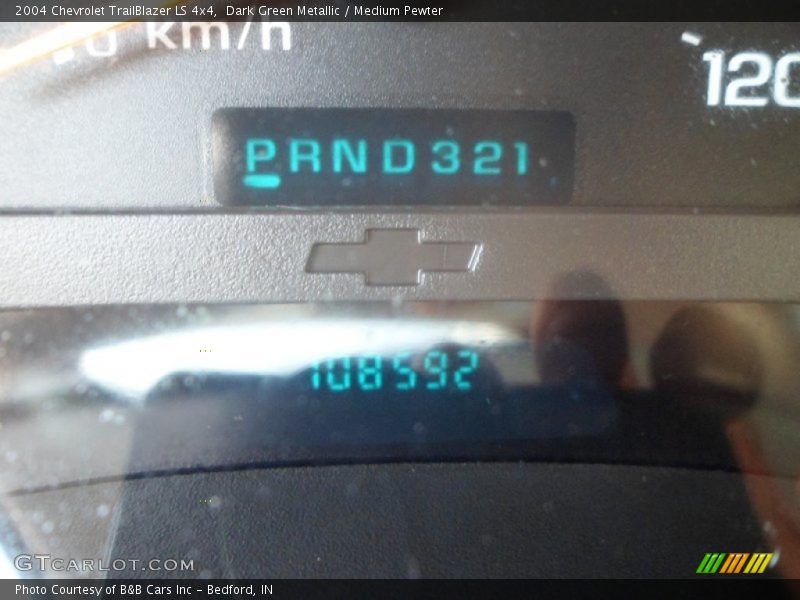 2004 Chevrolet TrailBlazer LS 4x4, Dark Green Metallic / Medium Pewter
0 km/h
120
PRND321
108592
GTCARLOT.COM
Photo Courtesy of B&B Cars Inc - Bedford, IN